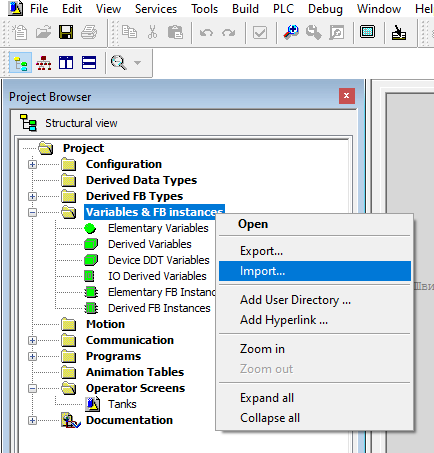 File Edit View Services Tools Build PLC Debug Window Hel
Project Browser
Structural view
Project
Configuration
Derived Data Types
Derived FB Types
Variables & FB instances
Elementary Variables
Derived Variables
Device DDT Variables
IO Derived Variables
Elementary FB Instanc
Derived FB Instances
Motion
Communication
Programs
Animation Tables
Operator Screens
Tanks
Documentation
Open
Export...
Import...
Add User Directory ...
Add Hyperlink ...
Zoom in
Zoom out
Expand all
Collapse all
Шви